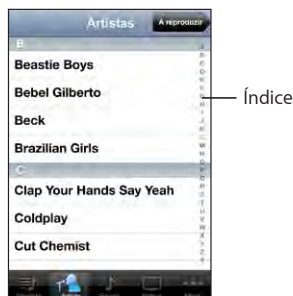 Artistas
A reproduzir
B
Beastie Boys
Bebel Gilberto
Índice
Beck
Brazilian Girls
C
Clap Your Hands Say Yeah
Coldplay
Cut Chemist